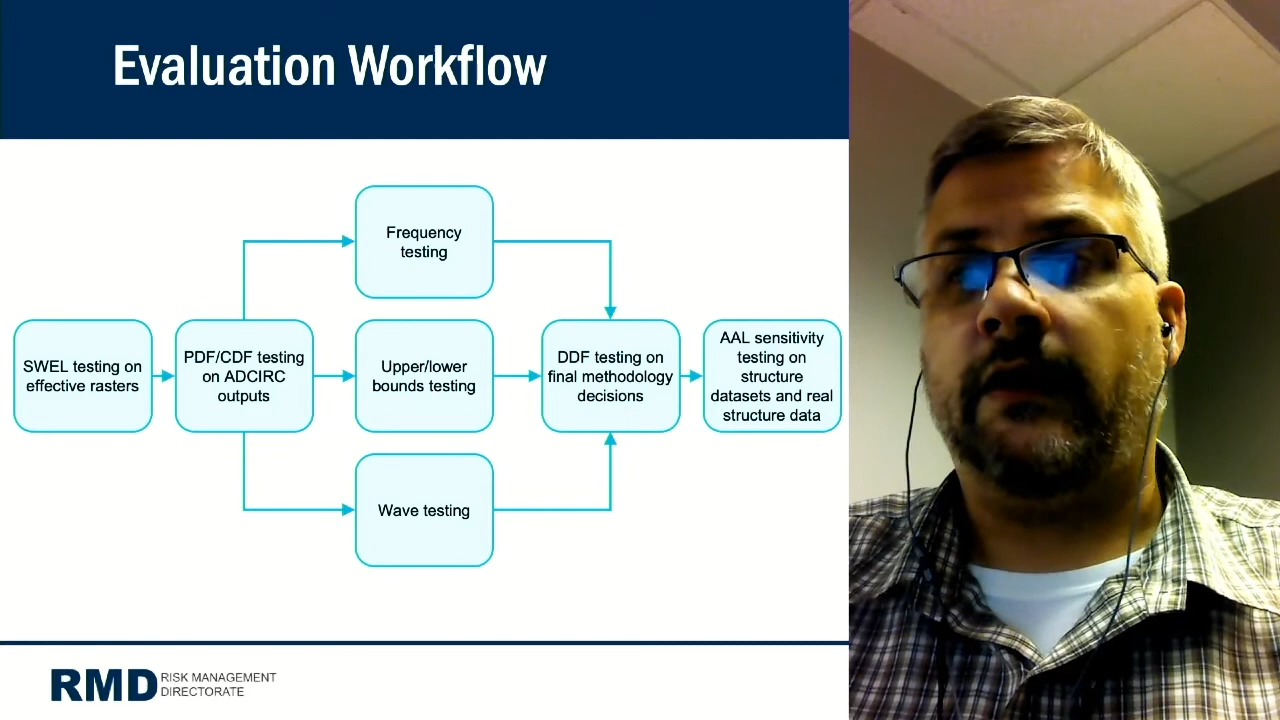 Evaluation Workflow
Frequency
testing
SWEL testing on
effective rasters
PDF/CDF testing
on ADCIRC
outputs
Upper/lower
bounds testing
DDF testing on
final methodology
decisions
AAL sensitivity
testing on
structure
datasets and real
structure data
Wave testing
RMD RISK MANAGEMENT
DIRECTORATE